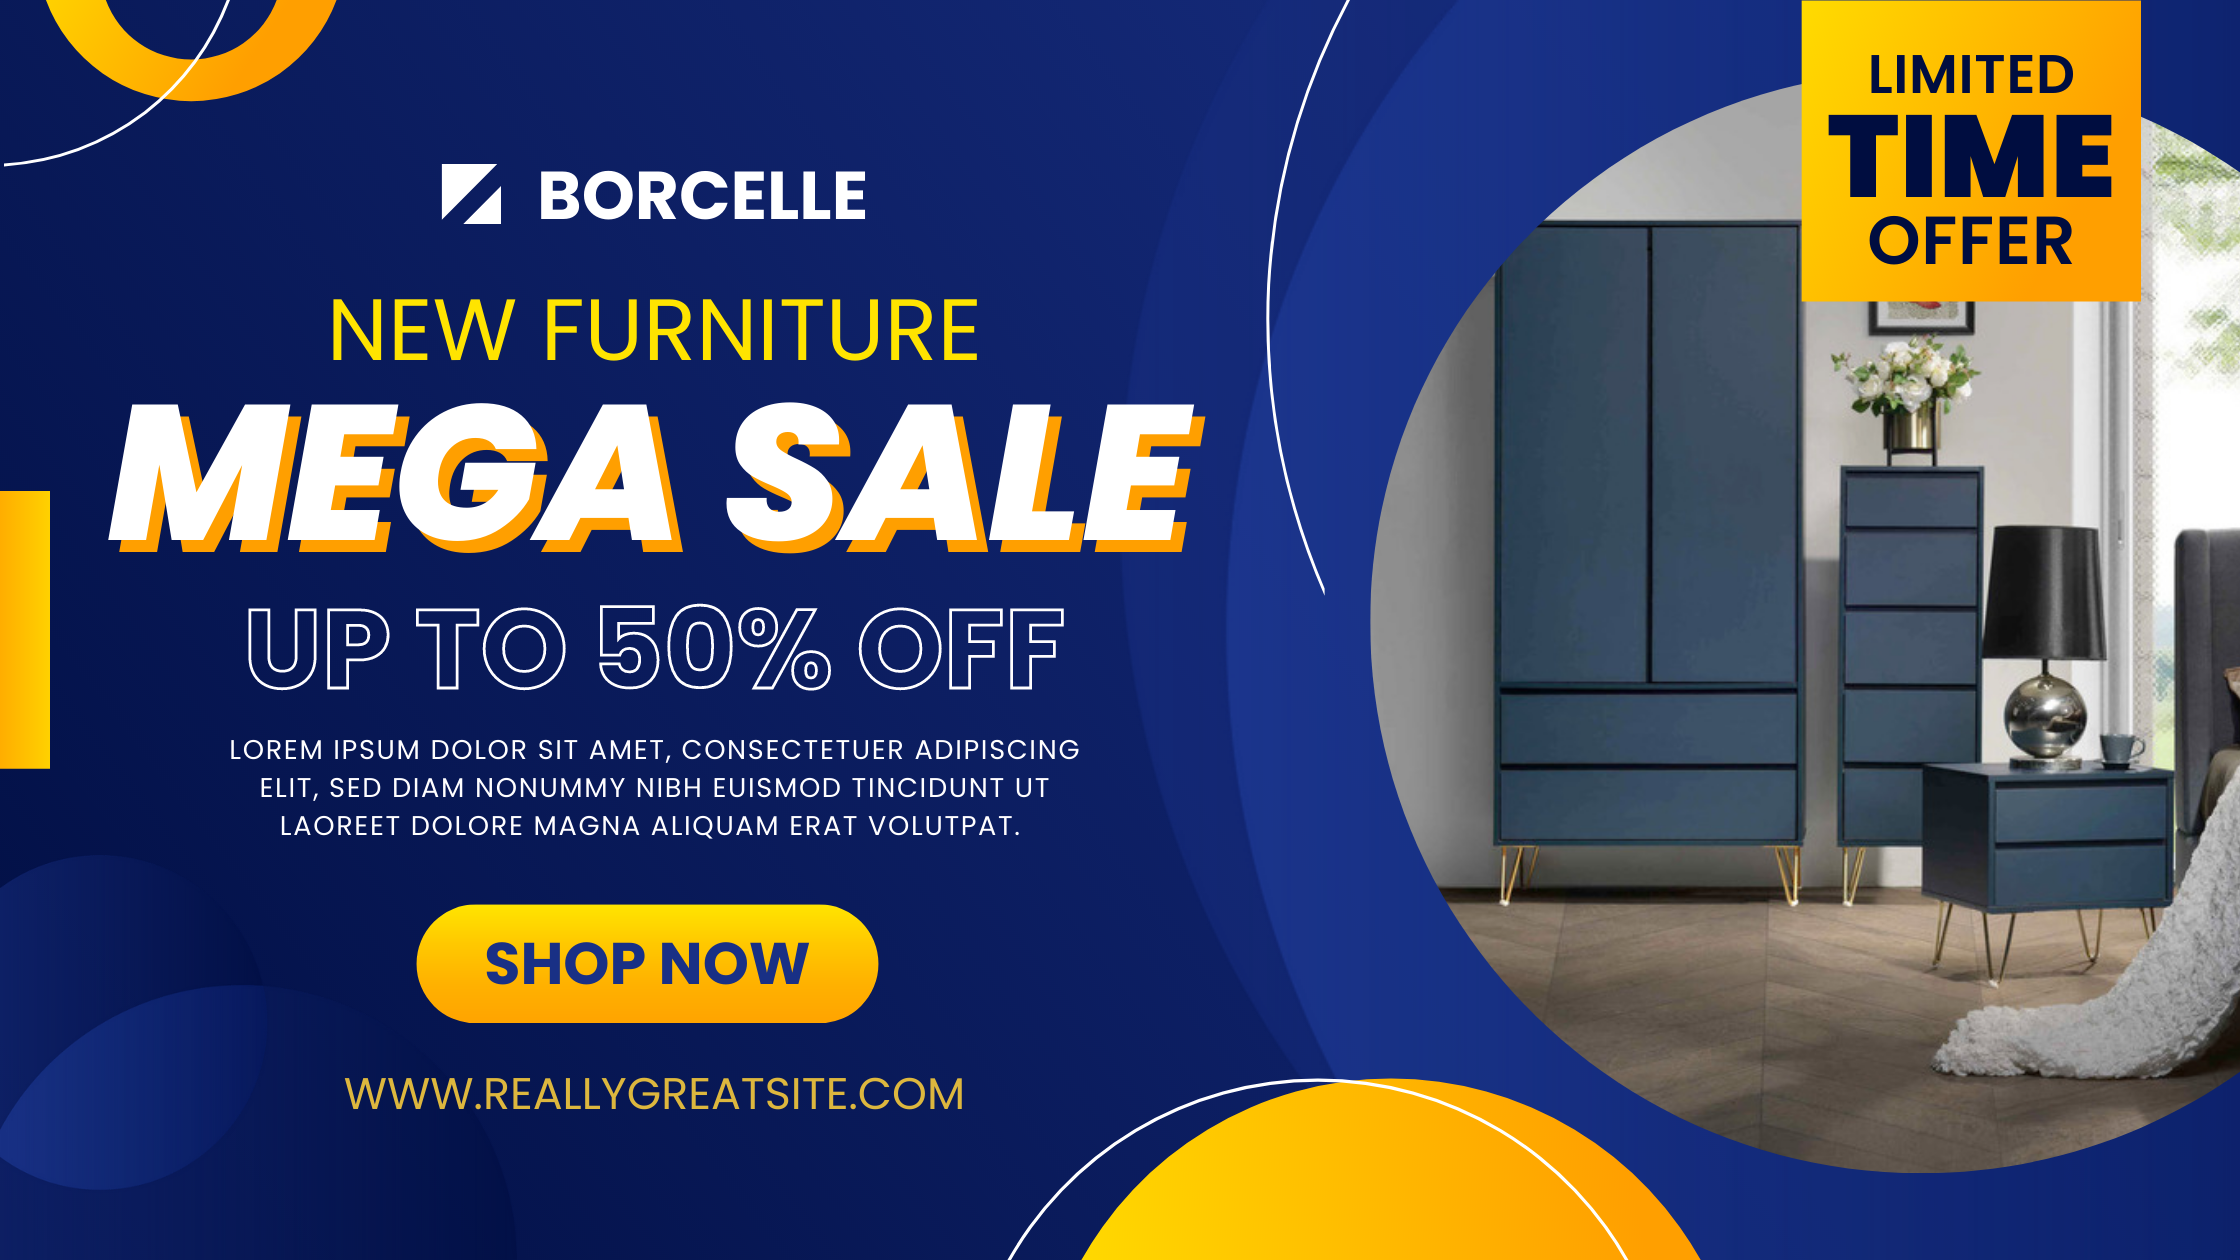 BORCELLE
NEW FURNITURE
MEGA SALE
UP TO 50% OFF
LOREM IPSUM DOLOR SIT AMET, CONSECTETUER ADIPISCING
ELIT, SED DIAM NONUMMY NIBH EUISMOD TINCIDUNT UT
LAOREET DOLORE MAGNA ALIQUAM ERAT VOLUTPAT.
SHOP NOW
WWW.REALLYGREATSITE.COM
LIMITED
TIME
OFFER